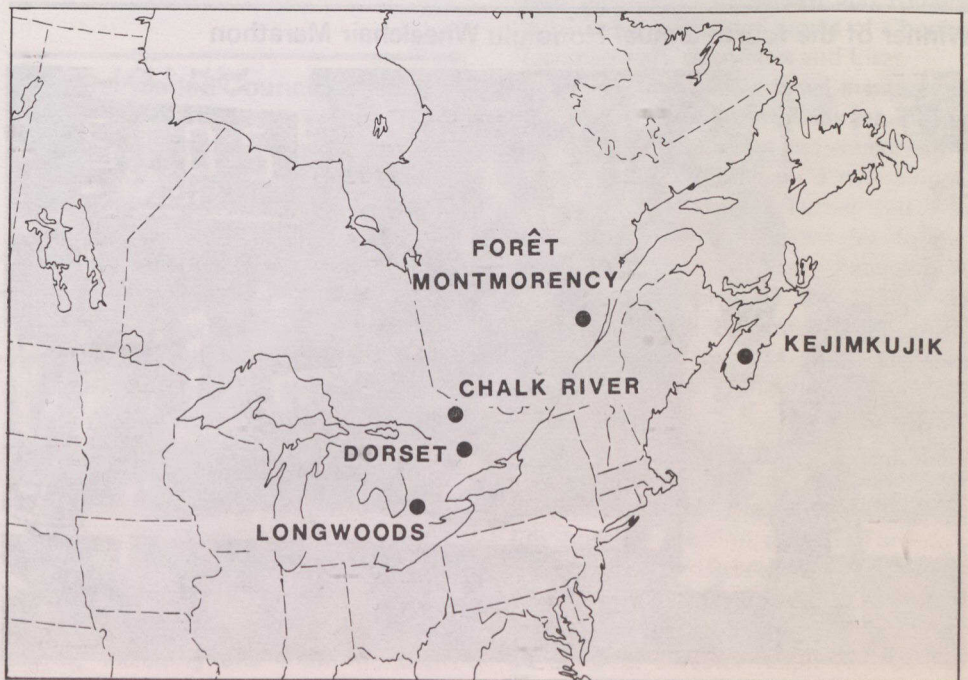 FORÊT
MONTMORENCY
KEJIMKUJIK
CHALK RIVER
DORSET
LONGWOODS